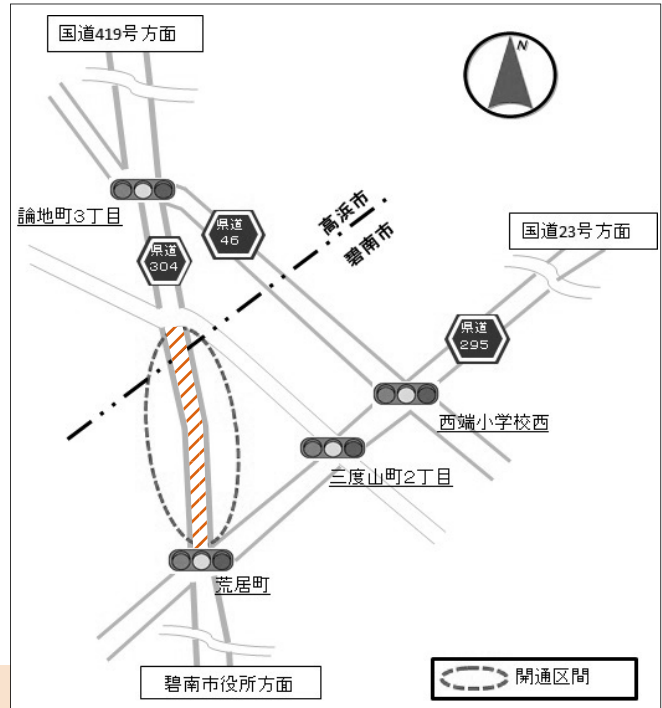 国道419号方面
N
論地町3丁目
県道
46
高浜市
碧南市
国道23号方面
県道
304
県道
295
西端小学校西
三度山町2丁目
荒居町
碧南市役所方面
開通区間